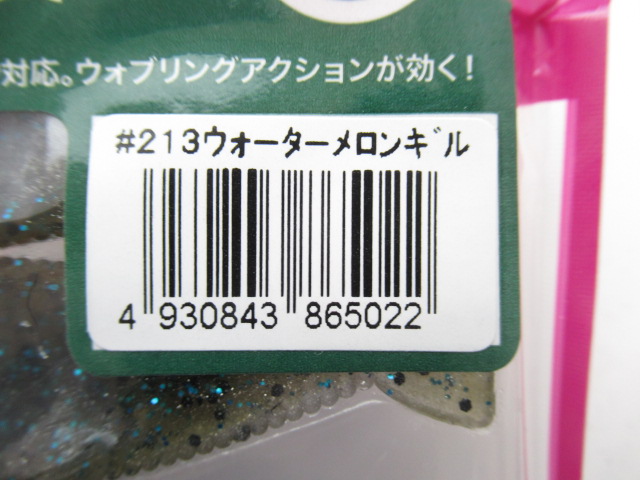 対応。ウォブリングアクションが効く!
#213ウォーターメロンギル
4 930843 865022